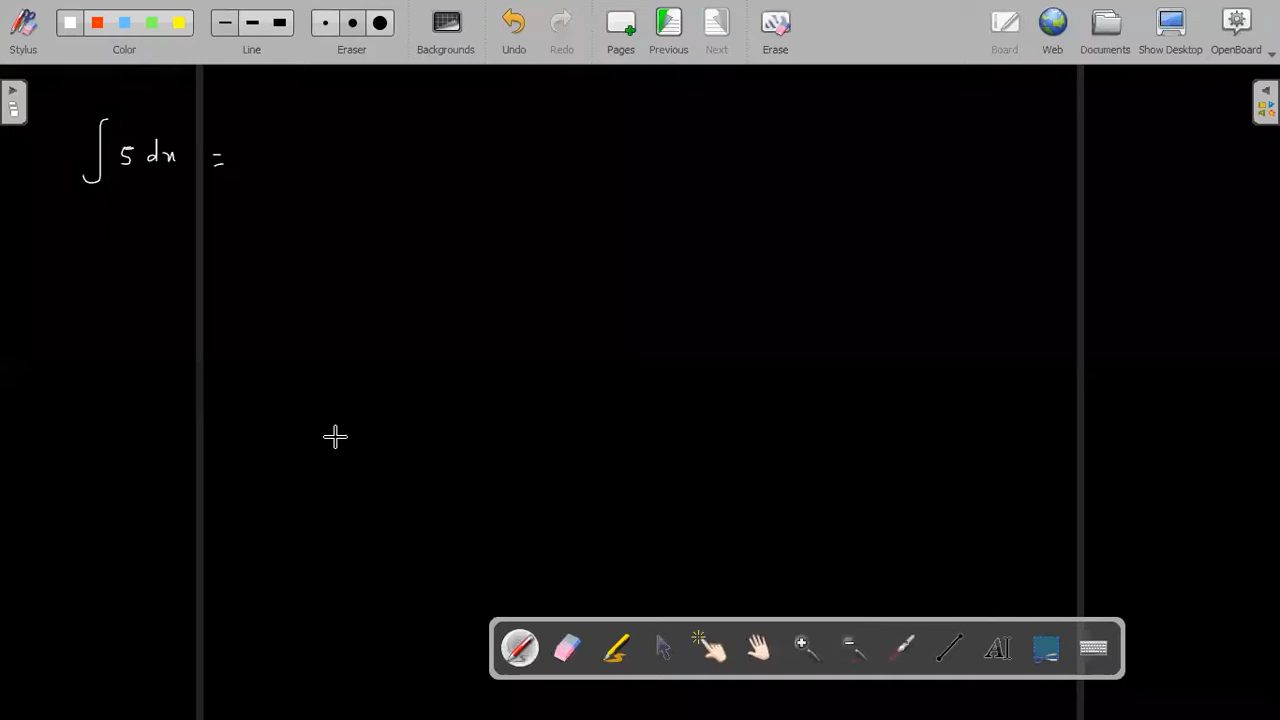 Stylus Color Line Eraser Backgrounds Undo Redo Pages Previous Next Erase Board Web Documents Show Desktop OpenBoard
∫ 5 dx =
AI